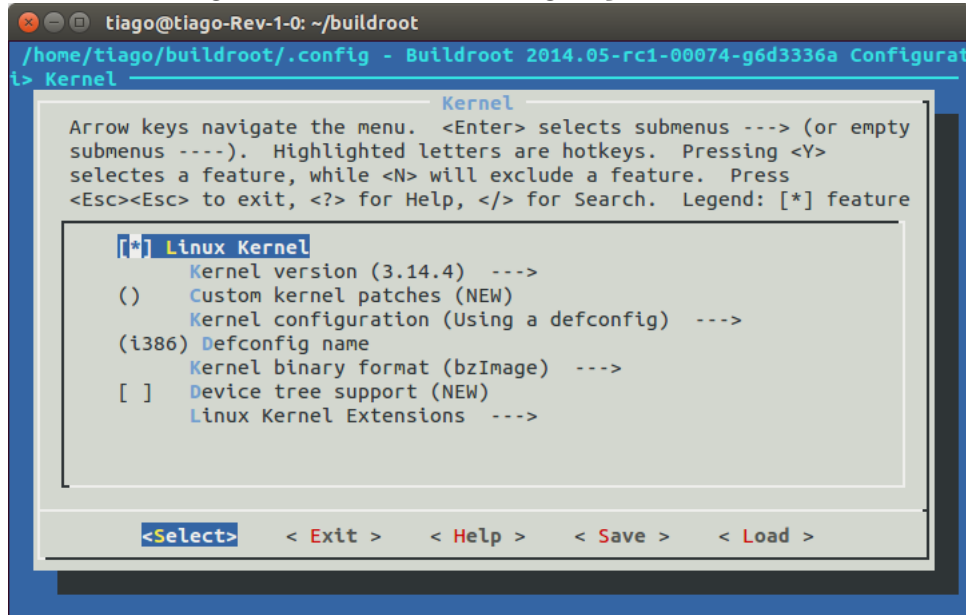 tiago@tiago-Rev-1-0: ~/buildroot
/home/tiago/buildroot/.config - Buildroot 2014.05-rc1-00074-g6d3336a Configurat
i> Kernel
Kernel
Arrow keys navigate the menu.  <Enter> selects submenus ---> (or empty
submenus ----).  Highlighted letters are hotkeys.  Pressing <Y>
selectes a feature, while <N> will exclude a feature.  Press
<Esc><Esc> to exit, <?> for Help, </> for Search.  Legend: [*] feature
[*] Linux Kernel
Kernel version (3.14.4)  --->
()    Custom kernel patches (NEW)
Kernel configuration (Using a defconfig)  --->
(i386) Defconfig name
Kernel binary format (bzImage)  --->
[ ]   Device tree support (NEW)
Linux Kernel Extensions  --->
<Select>    < Exit >    < Help >    < Save >    < Load >